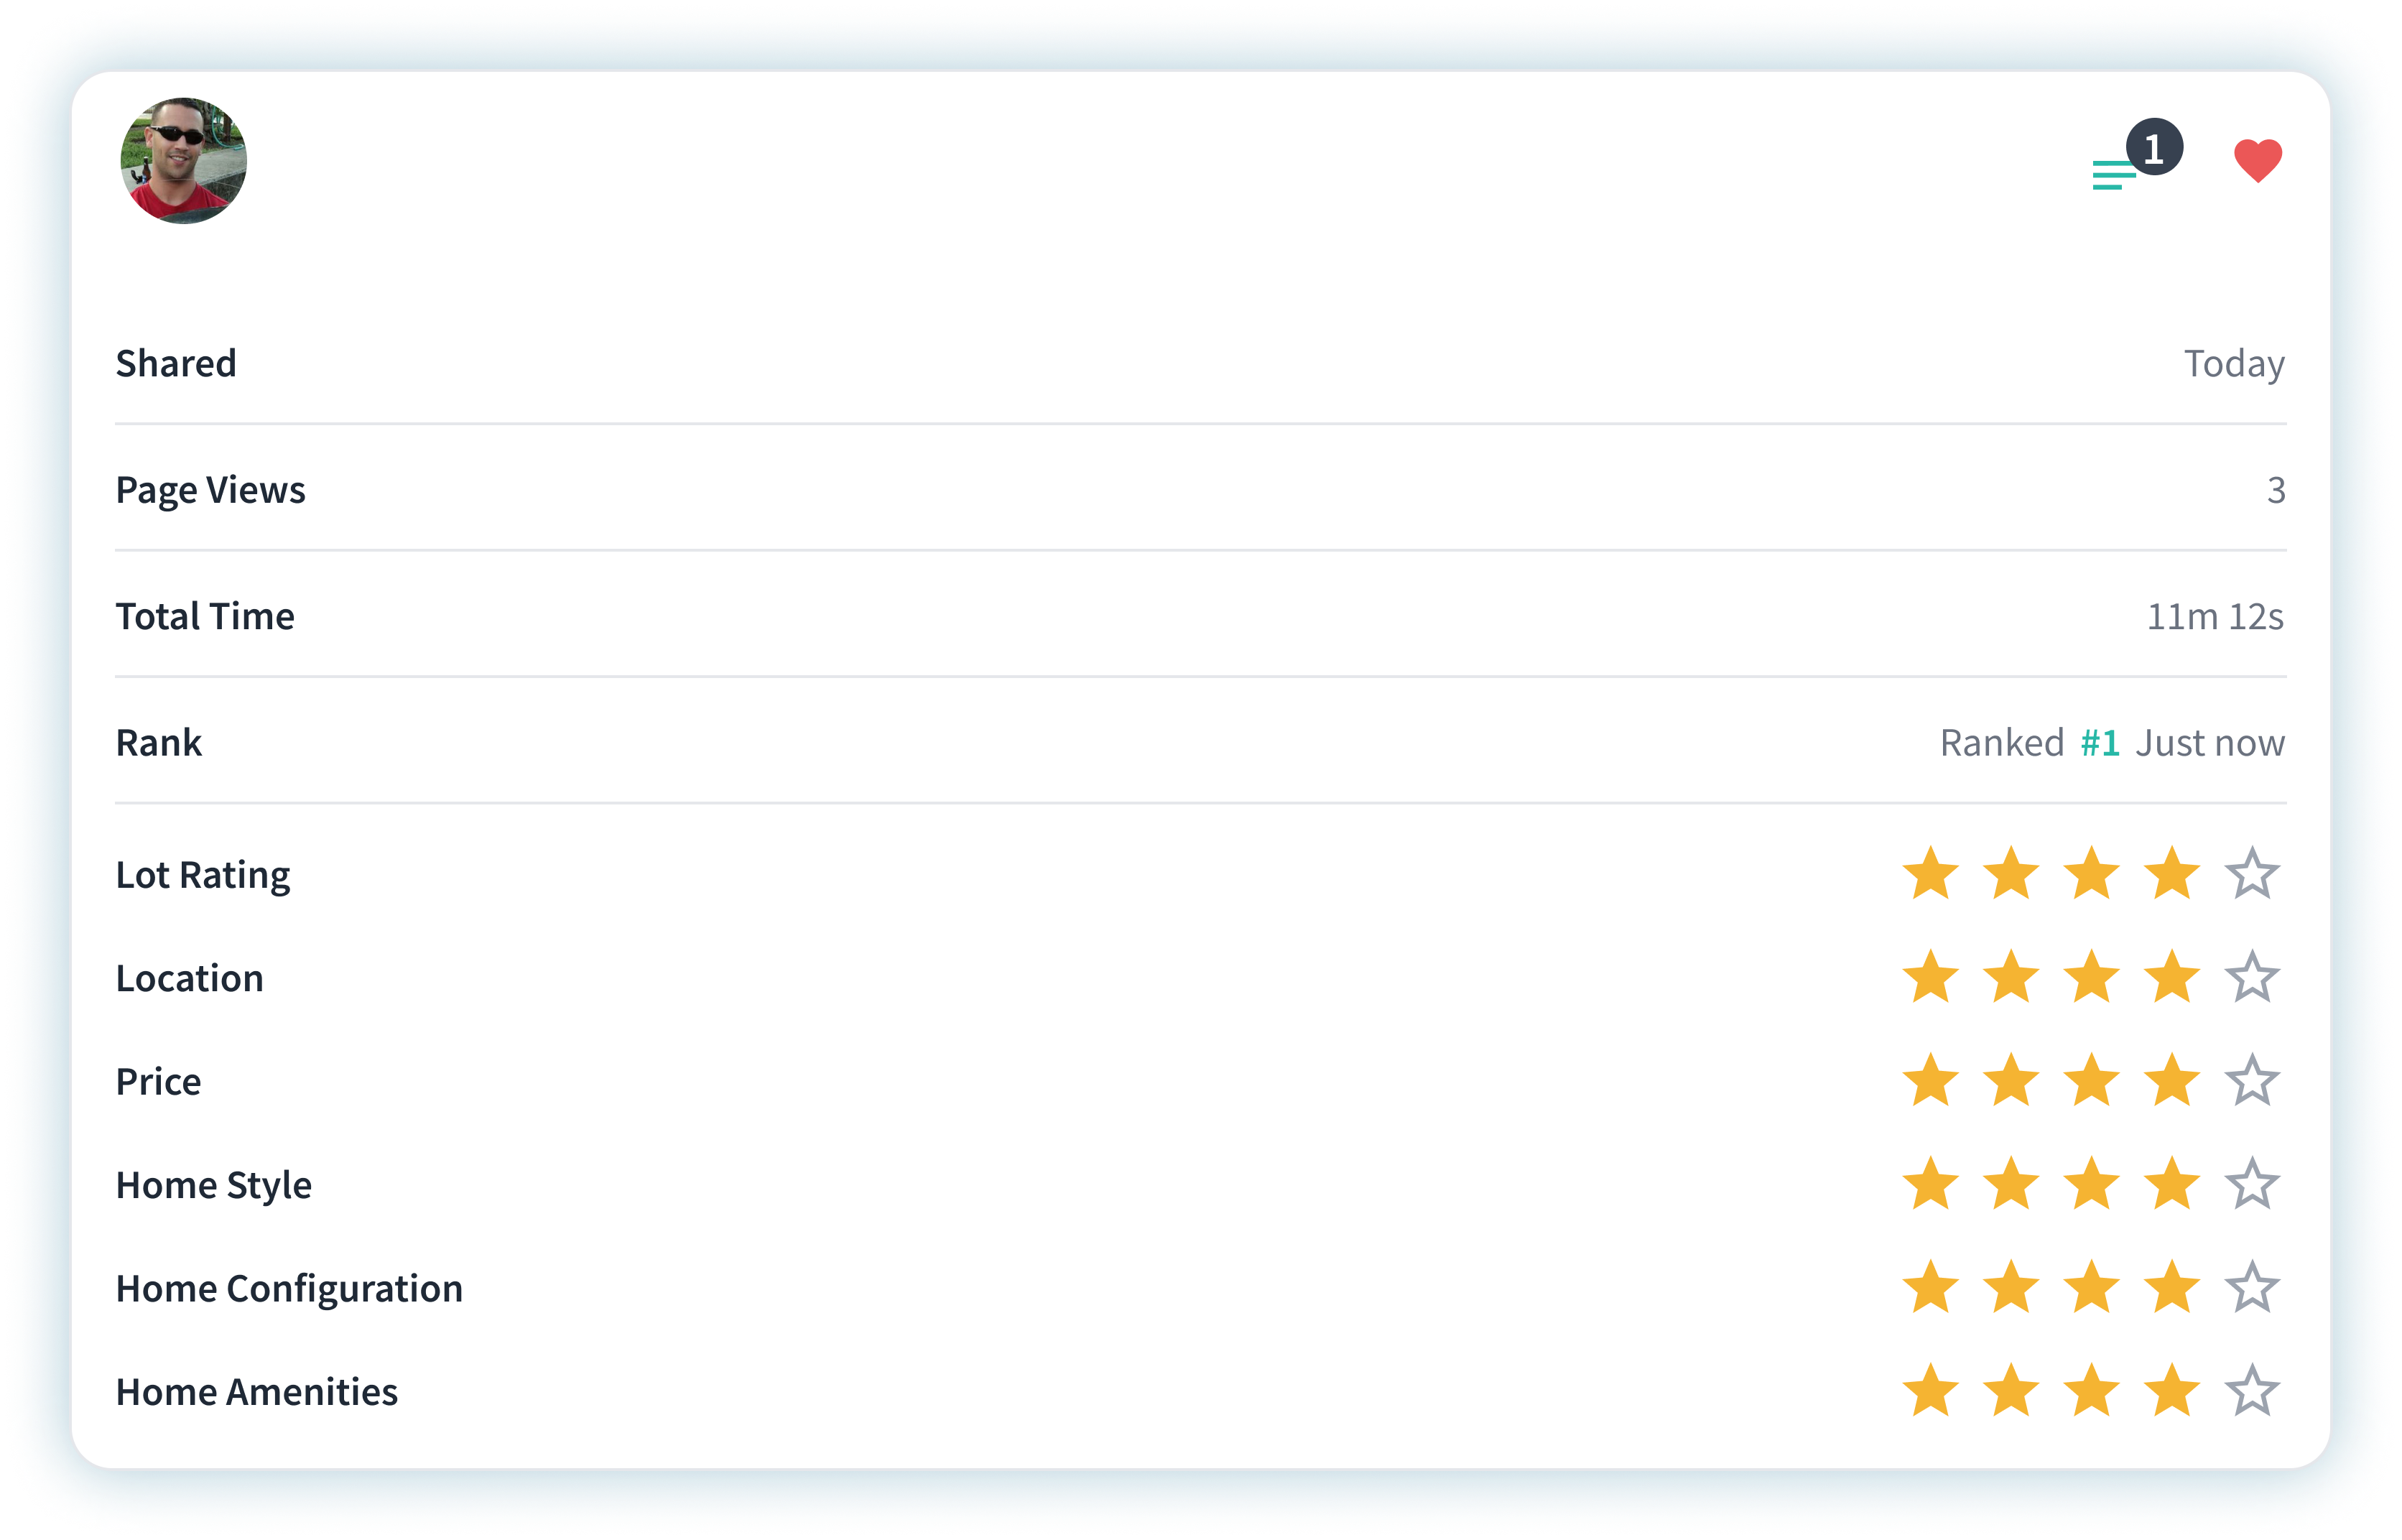 1
Shared Today
Page Views 3
Total Time 11m 12s
Rank Ranked #1 Just now
Lot Rating
Location
Price
Home Style
Home Configuration
Home Amenities